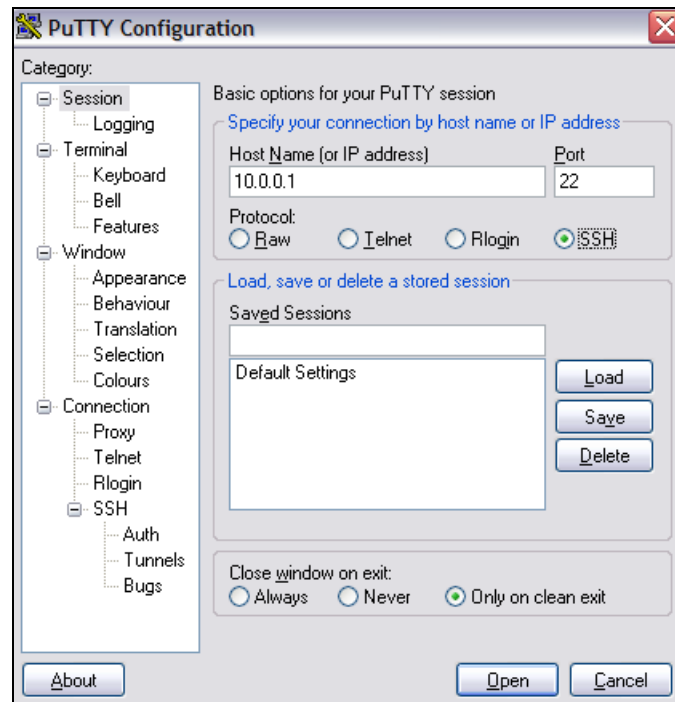 PuTTY Configuration
Category:
Session
Logging
Terminal
Keyboard
Bell
Features
Window
Appearance
Behaviour
Translation
Selection
Colours
Connection
Proxy
Telnet
Rlogin
SSH
Auth
Tunnels
Bugs
Basic options for your PuTTY session
Specify your connection by host name or IP address
Host Name (or IP address) Port
10.0.0.1 22
Protocol:
Raw Telnet Rlogin SSH
Load, save or delete a stored session
Saved Sessions
Default Settings
Load
Save
Delete
Close window on exit:
Always Never Only on clean exit
About Open Cancel